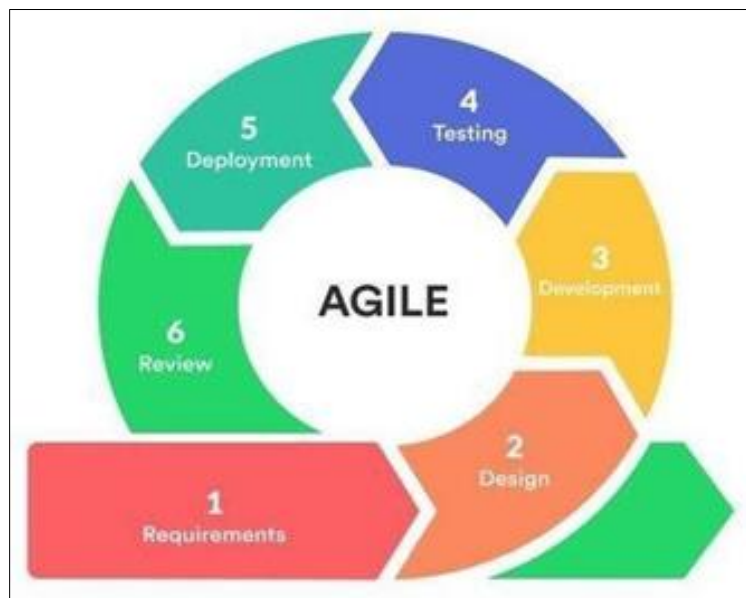 1
Requirements
2
Design
3
Development
4
Testing
5
Deployment
6
Review
AGILE